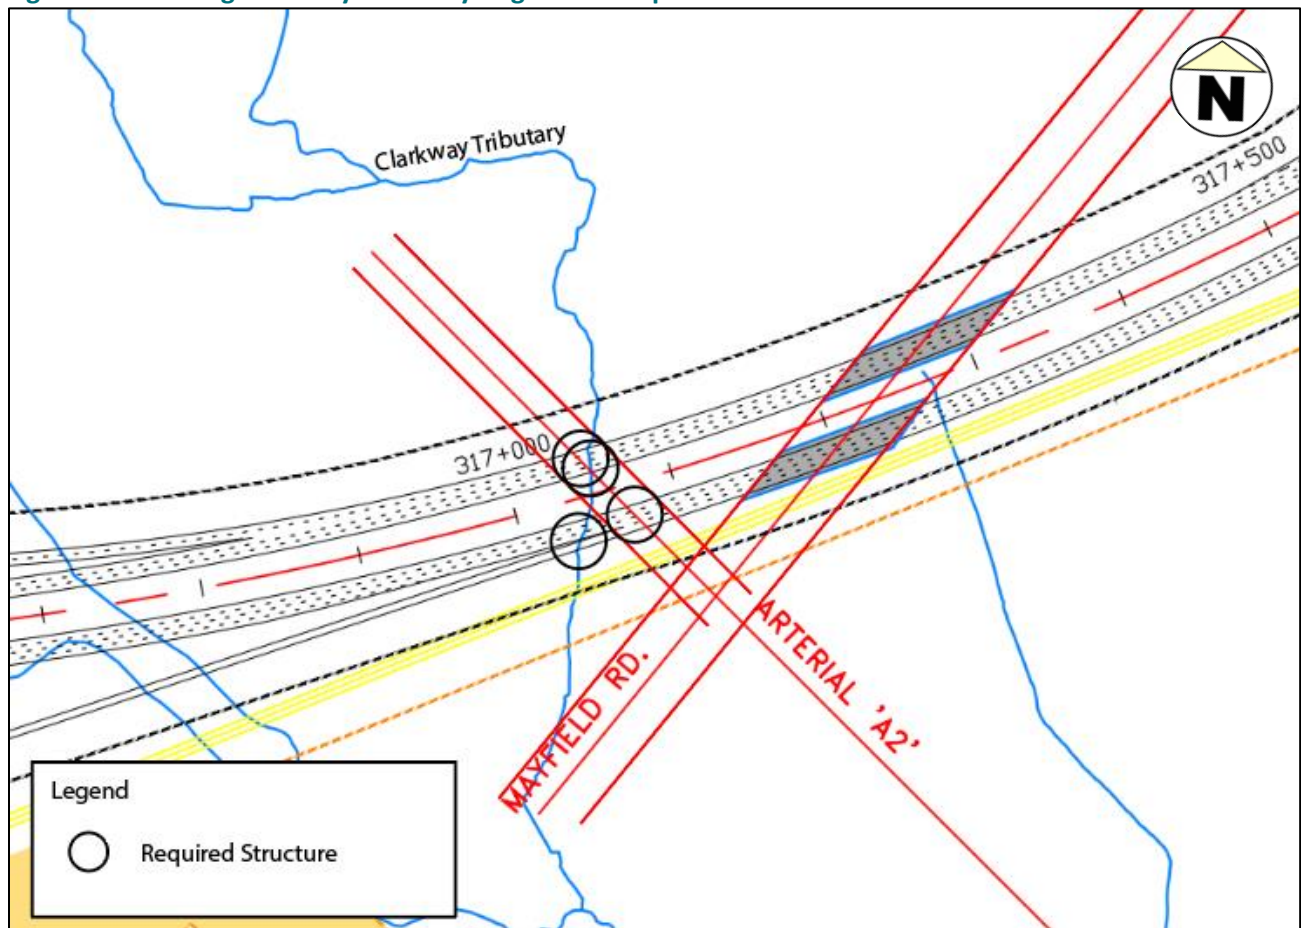 N
Clarkway Tributary
317+500
317+000
MAYFIELD RD.
ARTERIAL 'A2'
Legend
Required Structure